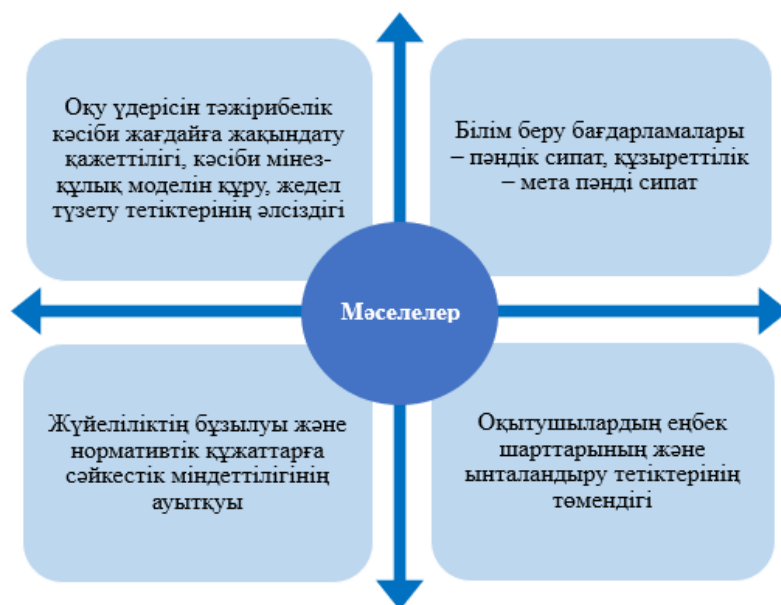 Оқу үдерісін тәжірибелік
кәсіби жағдайға жақындату
қажеттілігі, кәсіби мінез-
құлық моделін құру, жедел
түзету тетіктерінің әлсіздігі
Білім беру бағдарламалары
– пәндік сипат, құзыреттілік
– мета пәнді сипат
Мәселелер
Жүйеліліктің бұзылуы және
нормативтік құжаттарға
сәйкестік міндеттілігінің
ауытқуы
Оқытушылардың еңбек
шарттарының және
ынталандыру тетіктерінің
төмендігі